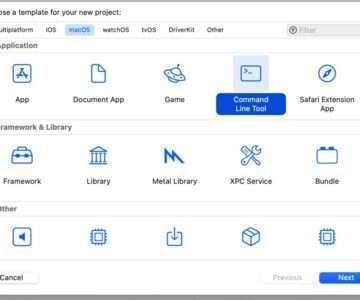 ose a template for your new project:
ultiplatform iOS macOS watchOS tvOS DriverKit Other
Filter
Application
App Document App Game Command Line Tool Safari Extension App
Framework & Library
Framework Library Metal Library XPC Service Bundle
Other
Cancel Previous Next